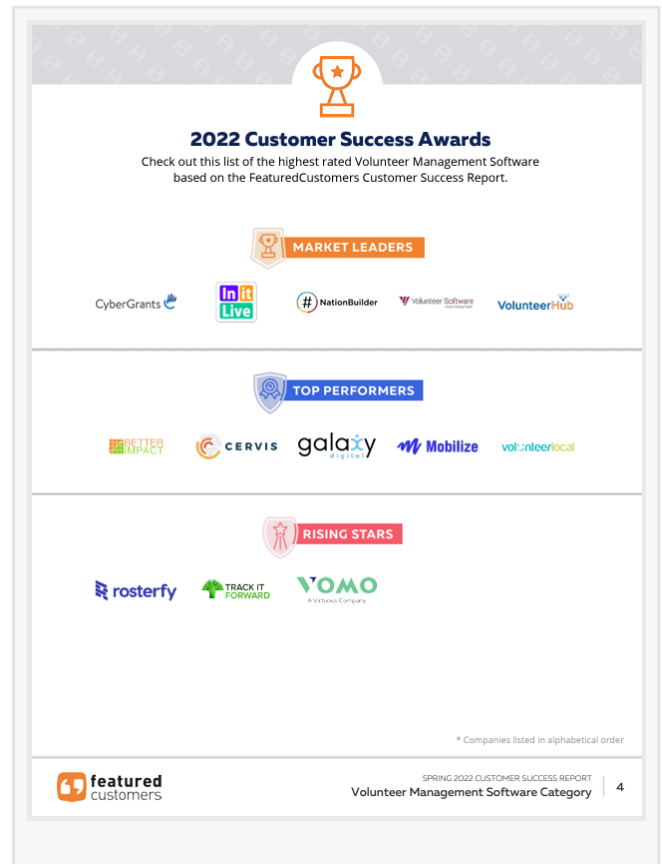 2022 Customer Success Awards
Check out this list of the highest rated Volunteer Management Software
based on the FeaturedCustomers Customer Success Report.
MARKET LEADERS
CyberGrants
In it
Live
# NationBuilder
Volunteer Software
VolunteerHub
TOP PERFORMERS
BETTER
IMPACT
CERVIS
galaxy
digital
Mobilize
volunteerlocal
RISING STARS
rosterfy
TRACK IT
FORWARD
VOMO
A Virtuous Company
* Companies listed in alphabetical order
featured
customers
SPRING 2022 CUSTOMER SUCCESS REPORT
Volunteer Management Software Category
4